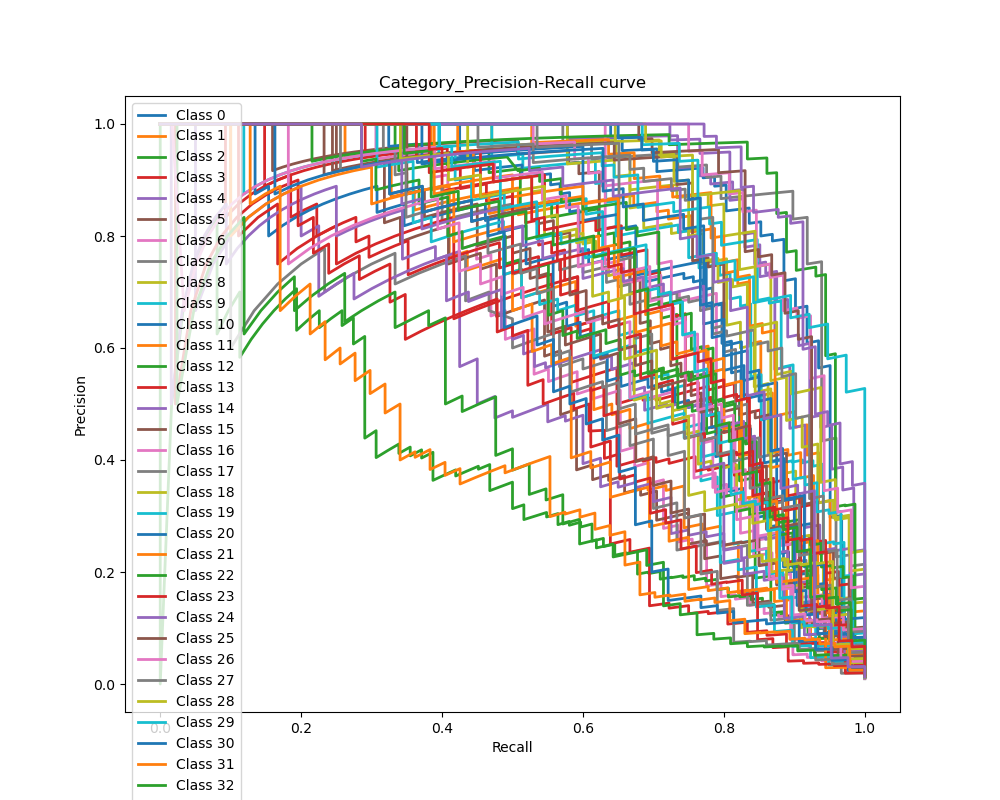 Category_Precision-Recall curve
1.0
0.8
0.6
0.4
0.2
0.0
Precision
Class 0
Class 1
Class 2
Class 3
Class 4
Class 5
Class 6
Class 7
Class 8
Class 9
Class 10
Class 11
Class 12
Class 13
Class 14
Class 15
Class 16
Class 17
Class 18
Class 19
Class 20
Class 21
Class 22
Class 23
Class 24
Class 25
Class 26
Class 27
Class 28
Class 29
Class 30
Class 31
Class 32
0.0 0.2 0.4 0.6 0.8 1.0
Recall